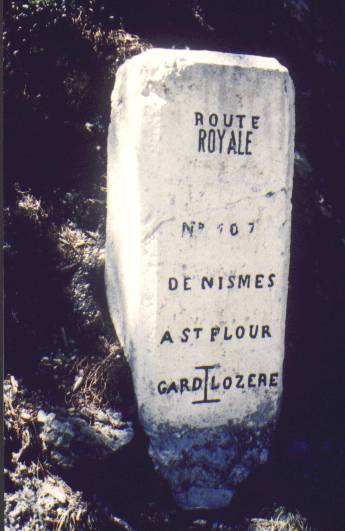 ROUTE
ROYALE
No 107
DE NISMES
A ST FLOUR
GARD I LOZERE